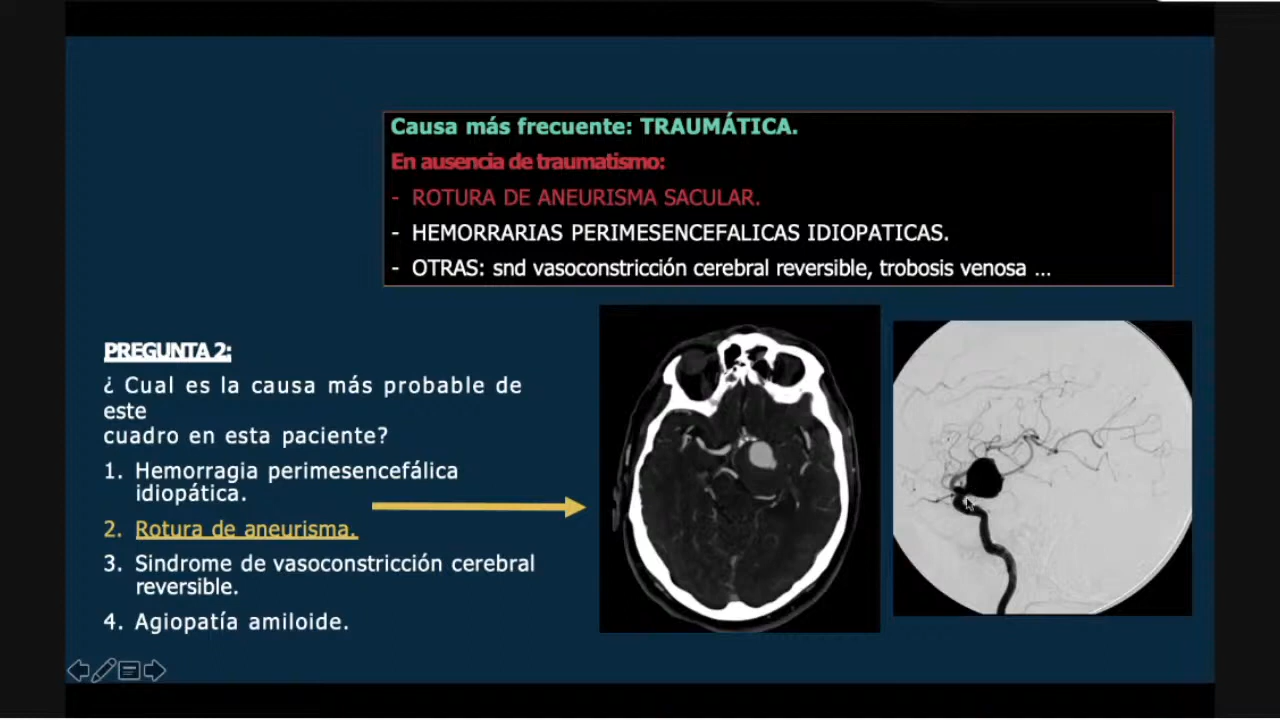 Causa más frecuente: TRAUMÁTICA.
En ausencia de traumatismo:
- ROTURA DE ANEURISMA SACULAR.
- HEMORRARIAS PERIMESENCEFALICAS IDIOPATICAS.
- OTRAS: snd vasoconstricción cerebral reversible, trobosis venosa ...
PREGUNTA 2:
¿ Cual es la causa más probable de
este
cuadro en esta paciente?
1. Hemorragia perimesencefálica
idiopática.
2. Rotura de aneurisma.
3. Sindrome de vasoconstricción cerebral
reversible.
4. Agiopatía amiloide.